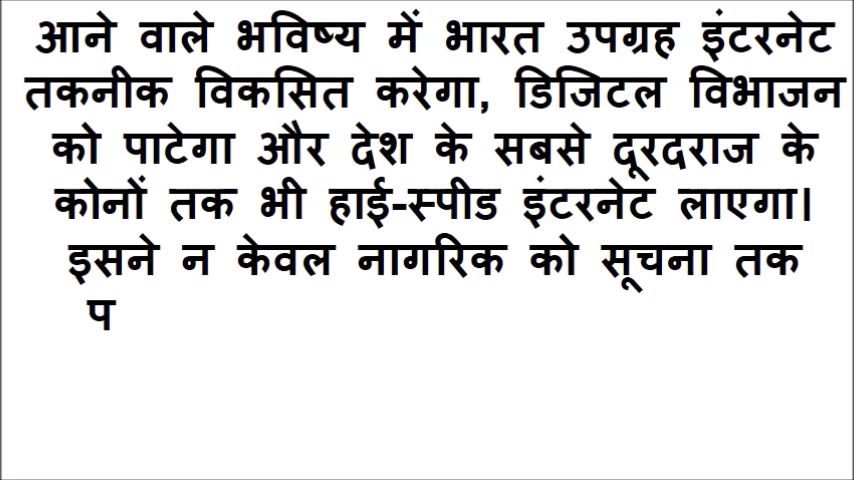 आने वाले भविष्य में भारत उपग्रह इंटरनेट
तकनीक विकसित करेगा, डिजिटल विभाजन
को पाटेगा और देश के सबसे दूरदराज के
कोनों तक भी हाई-स्पीड इंटरनेट लाएगा।
इसने न केवल नागरिक को सूचना तक
प